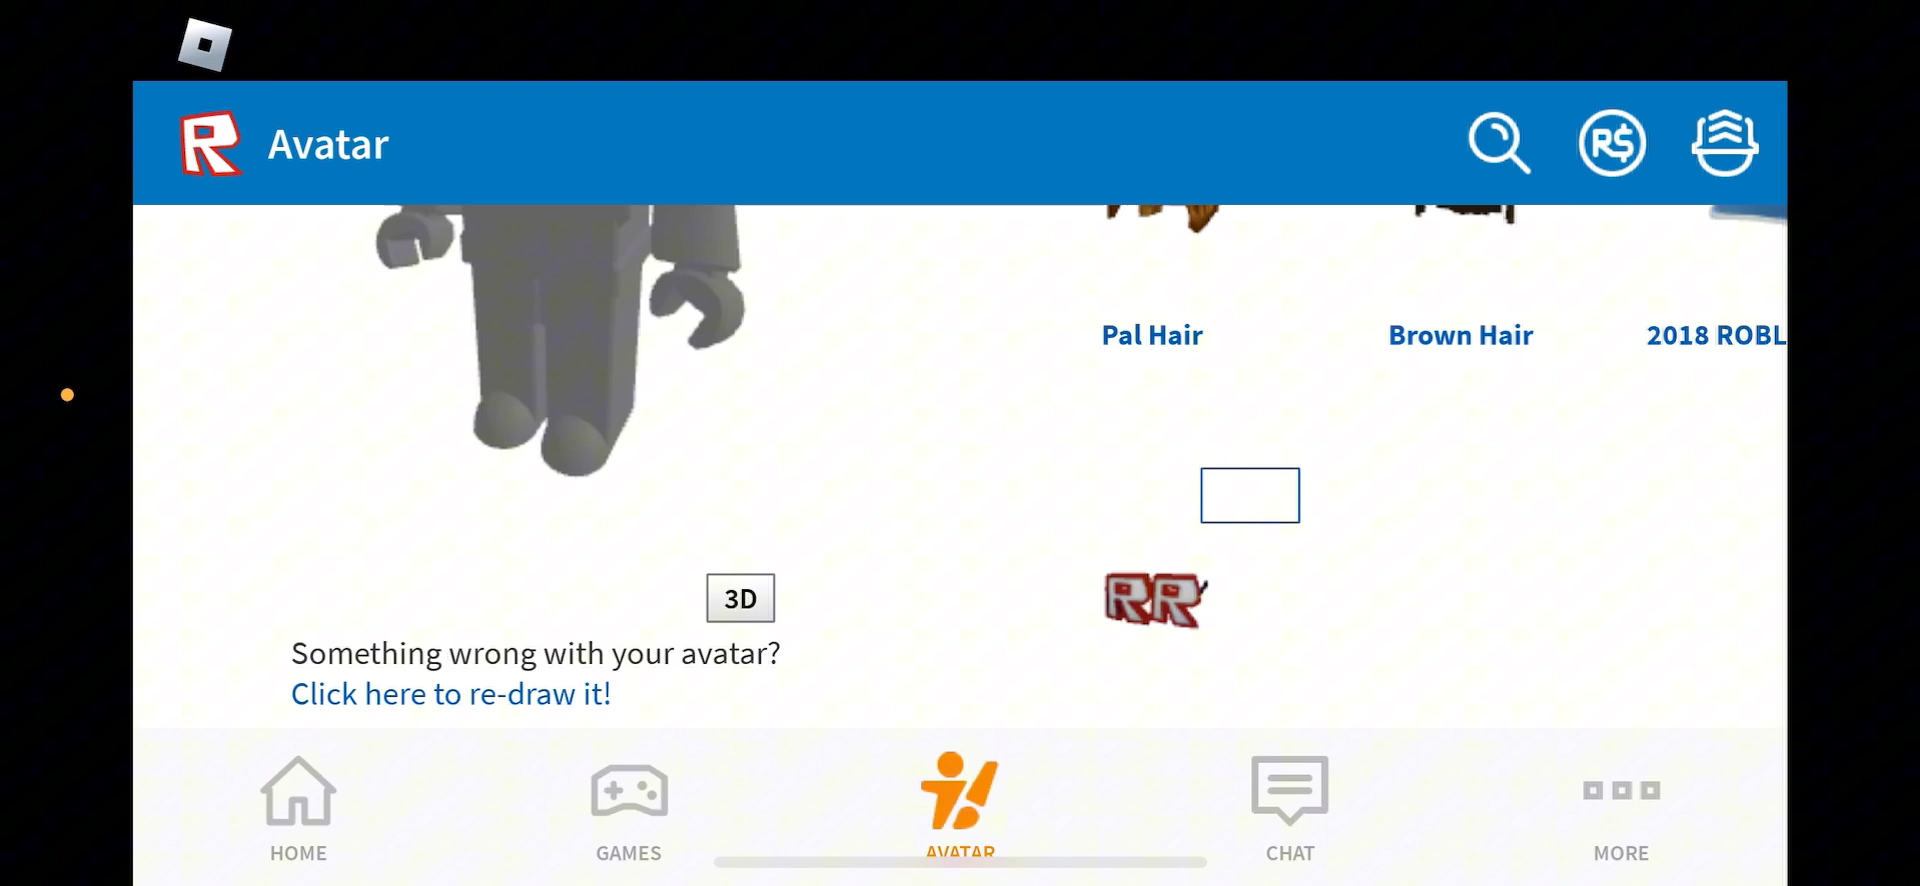 Avatar
R$
Pal Hair
Brown Hair
2018 ROBL
RR
3D
Something wrong with your avatar?
Click here to re-draw it!
HOME
GAMES
AVATAR
CHAT
MORE